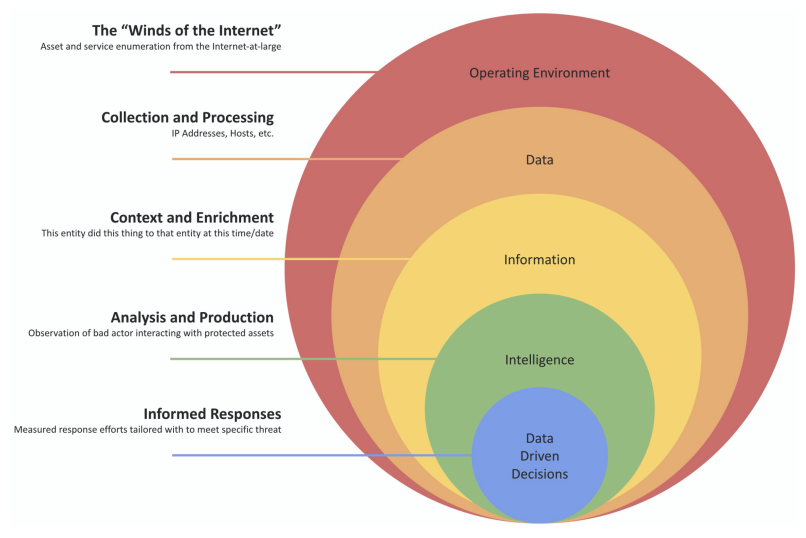 The “Winds of the Internet”
Asset and service enumeration from the Internet-at-large
Operating Environment
Collection and Processing
IP Addresses, Hosts, etc.
Data
Context and Enrichment
This entity did this thing to that entity at this time/date
Information
Analysis and Production
Observation of bad actor interacting with protected assets
Intelligence
Informed Responses
Measured response efforts tailored with to meet specific threat
Data
Driven
Decisions